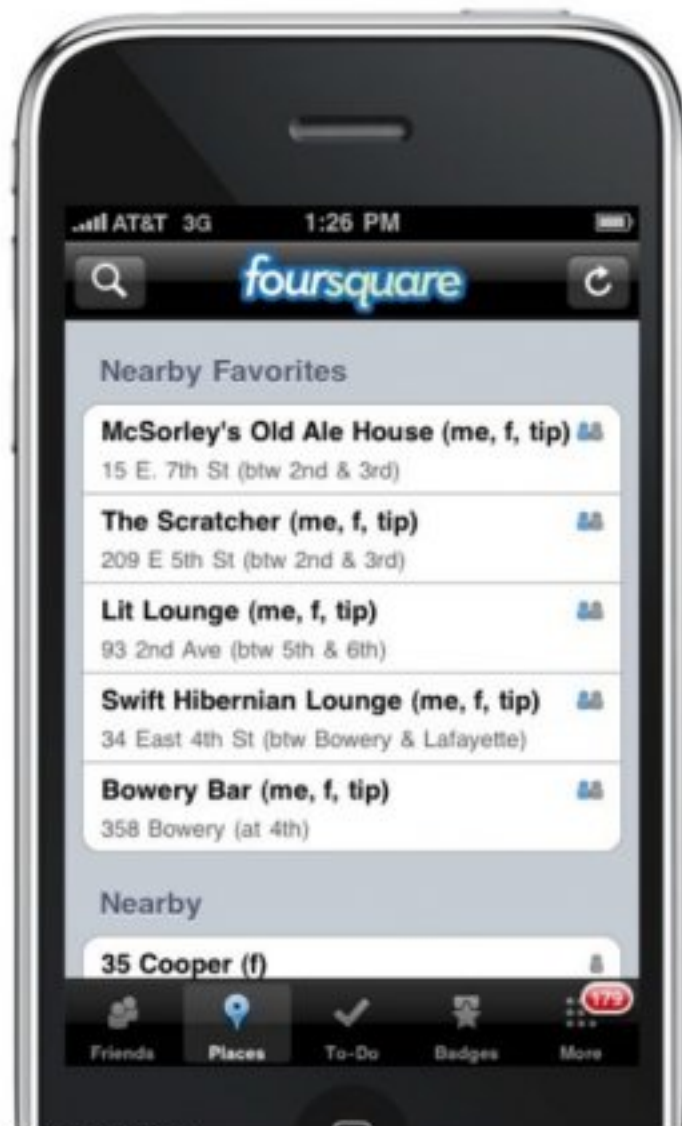 AT&T 3G 1:26 PM
foursquare
Nearby Favorites
McSorley's Old Ale House (me, f, tip)
15 E. 7th St (btw 2nd & 3rd)
The Scratcher (me, f, tip)
209 E 5th St (btw 2nd & 3rd)
Lit Lounge (me, f, tip)
93 2nd Ave (btw 5th & 6th)
Swift Hibernian Lounge (me, f, tip)
34 East 4th St (btw Bowery & Lafayette)
Bowery Bar (me, f, tip)
358 Bowery (at 4th)
Nearby
35 Cooper (f)
179
Friends Places To-Do Badges More